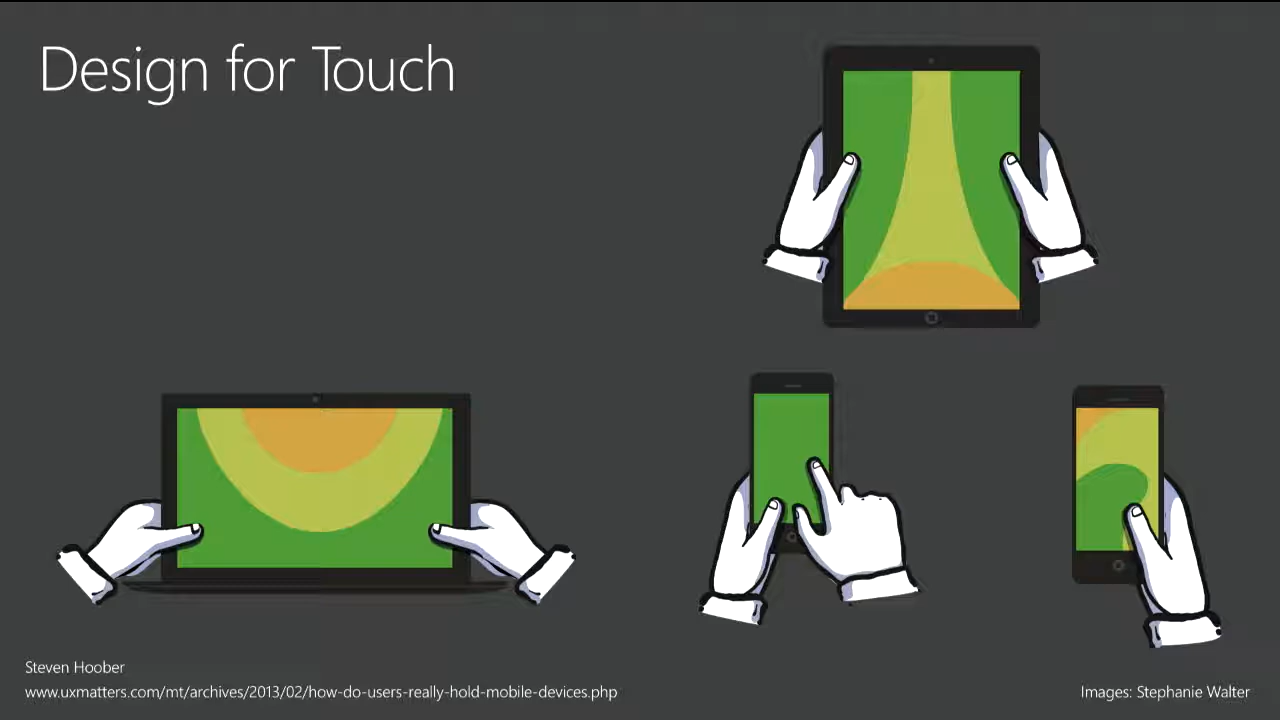 Design for Touch
Steven Hoober
www.uxmatters.com/mt/archives/2013/02/how-do-users-really-hold-mobile-devices.php
Images: Stephanie Walter